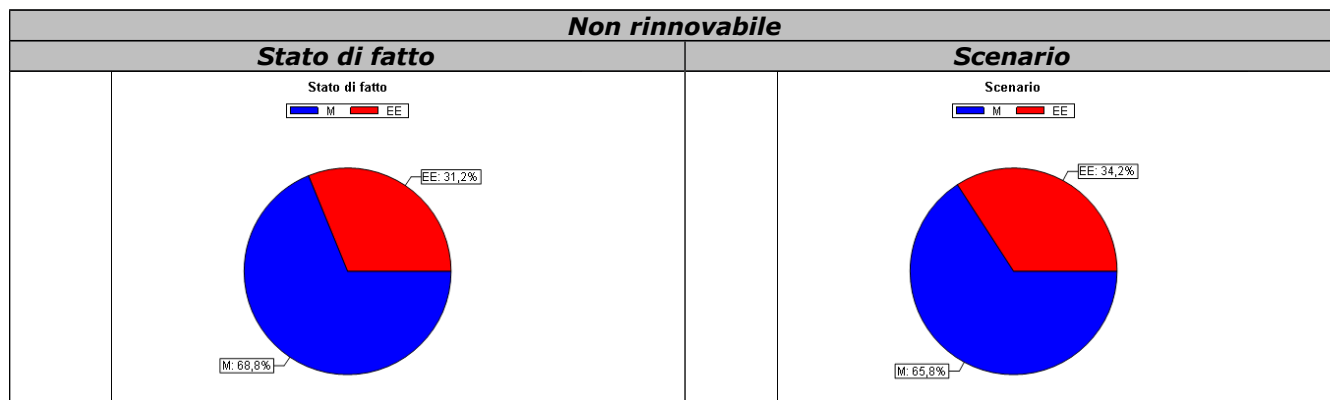 Non rinnovabile
Stato di fatto
Scenario
Stato di fatto
M EE
EE: 31,2%
M: 68,8%
Scenario
M EE
EE: 34,2%
M: 65,8%